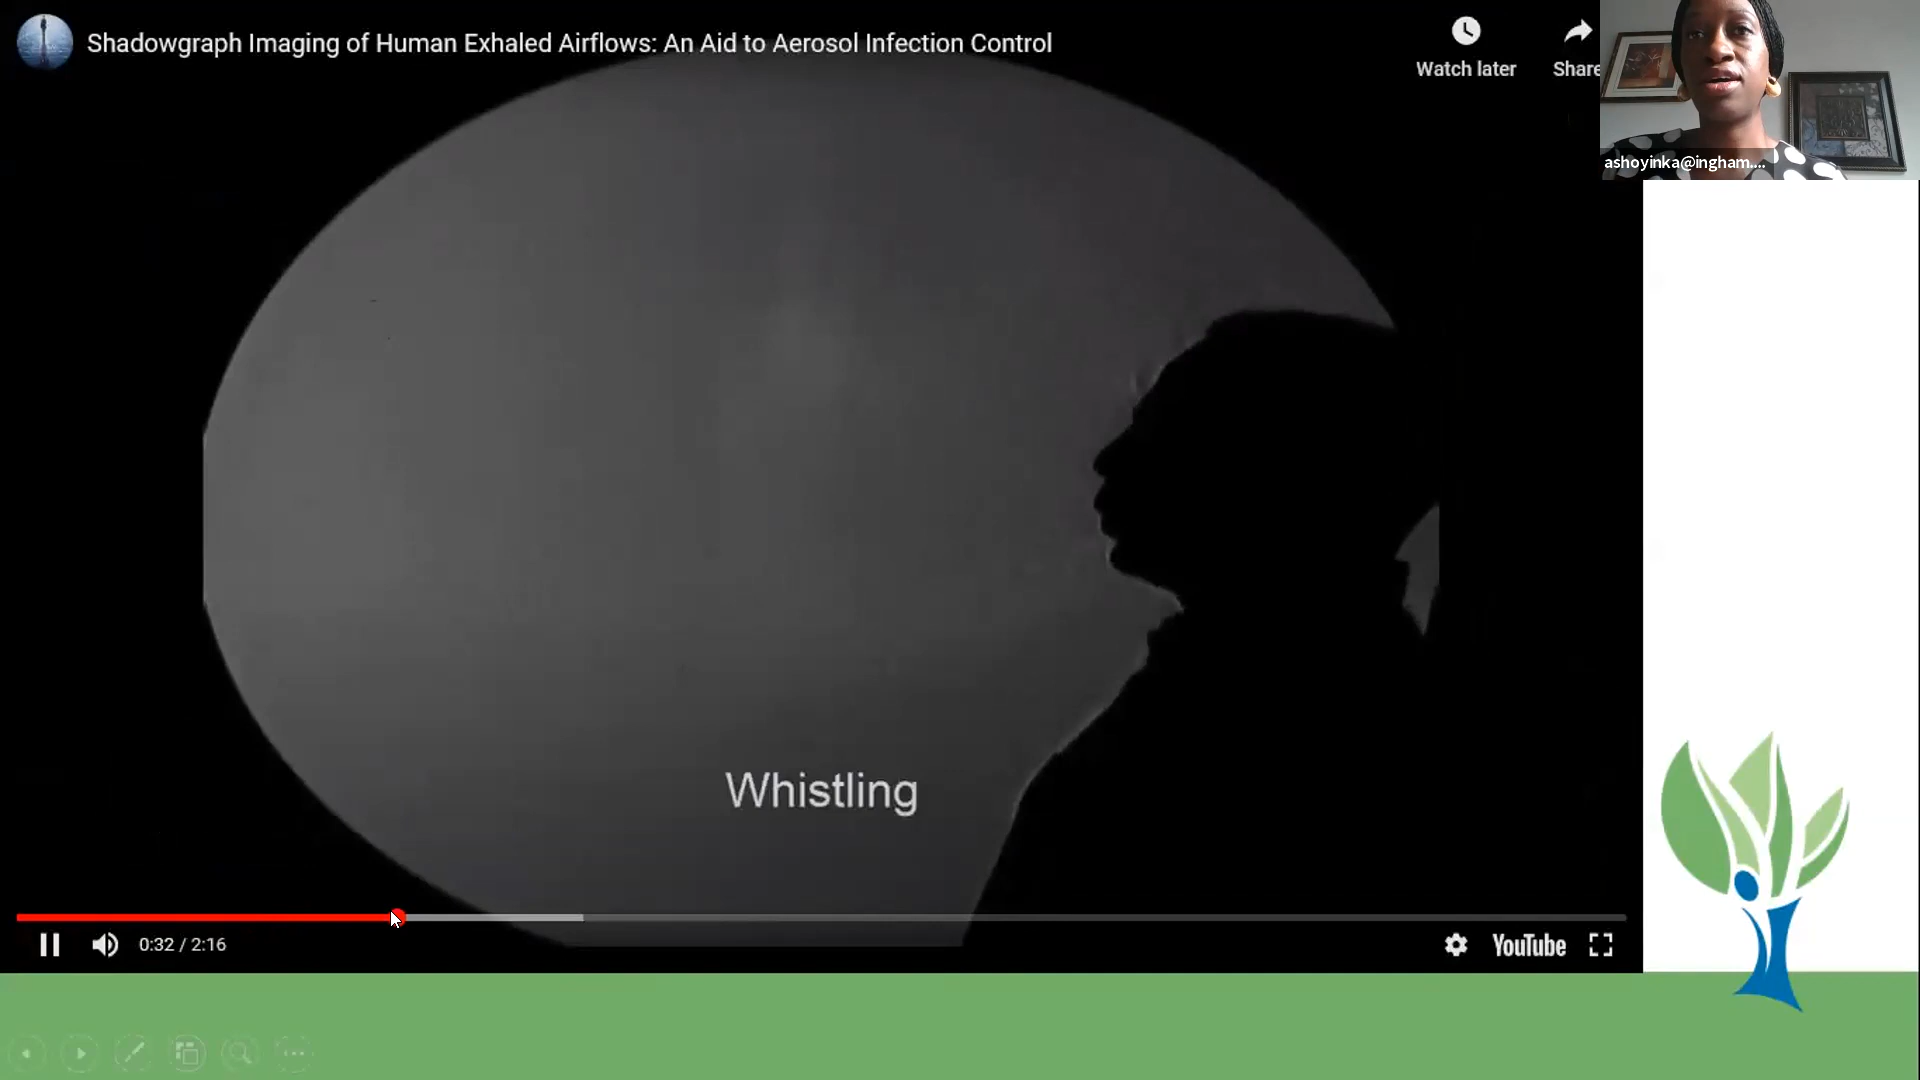 Shadowgraph Imaging of Human Exhaled Airflows: An Aid to Aerosol Infection Control
Watch later
Share
ashoyinka@ingham....
Whistling
0:32 / 2:16
YouTube